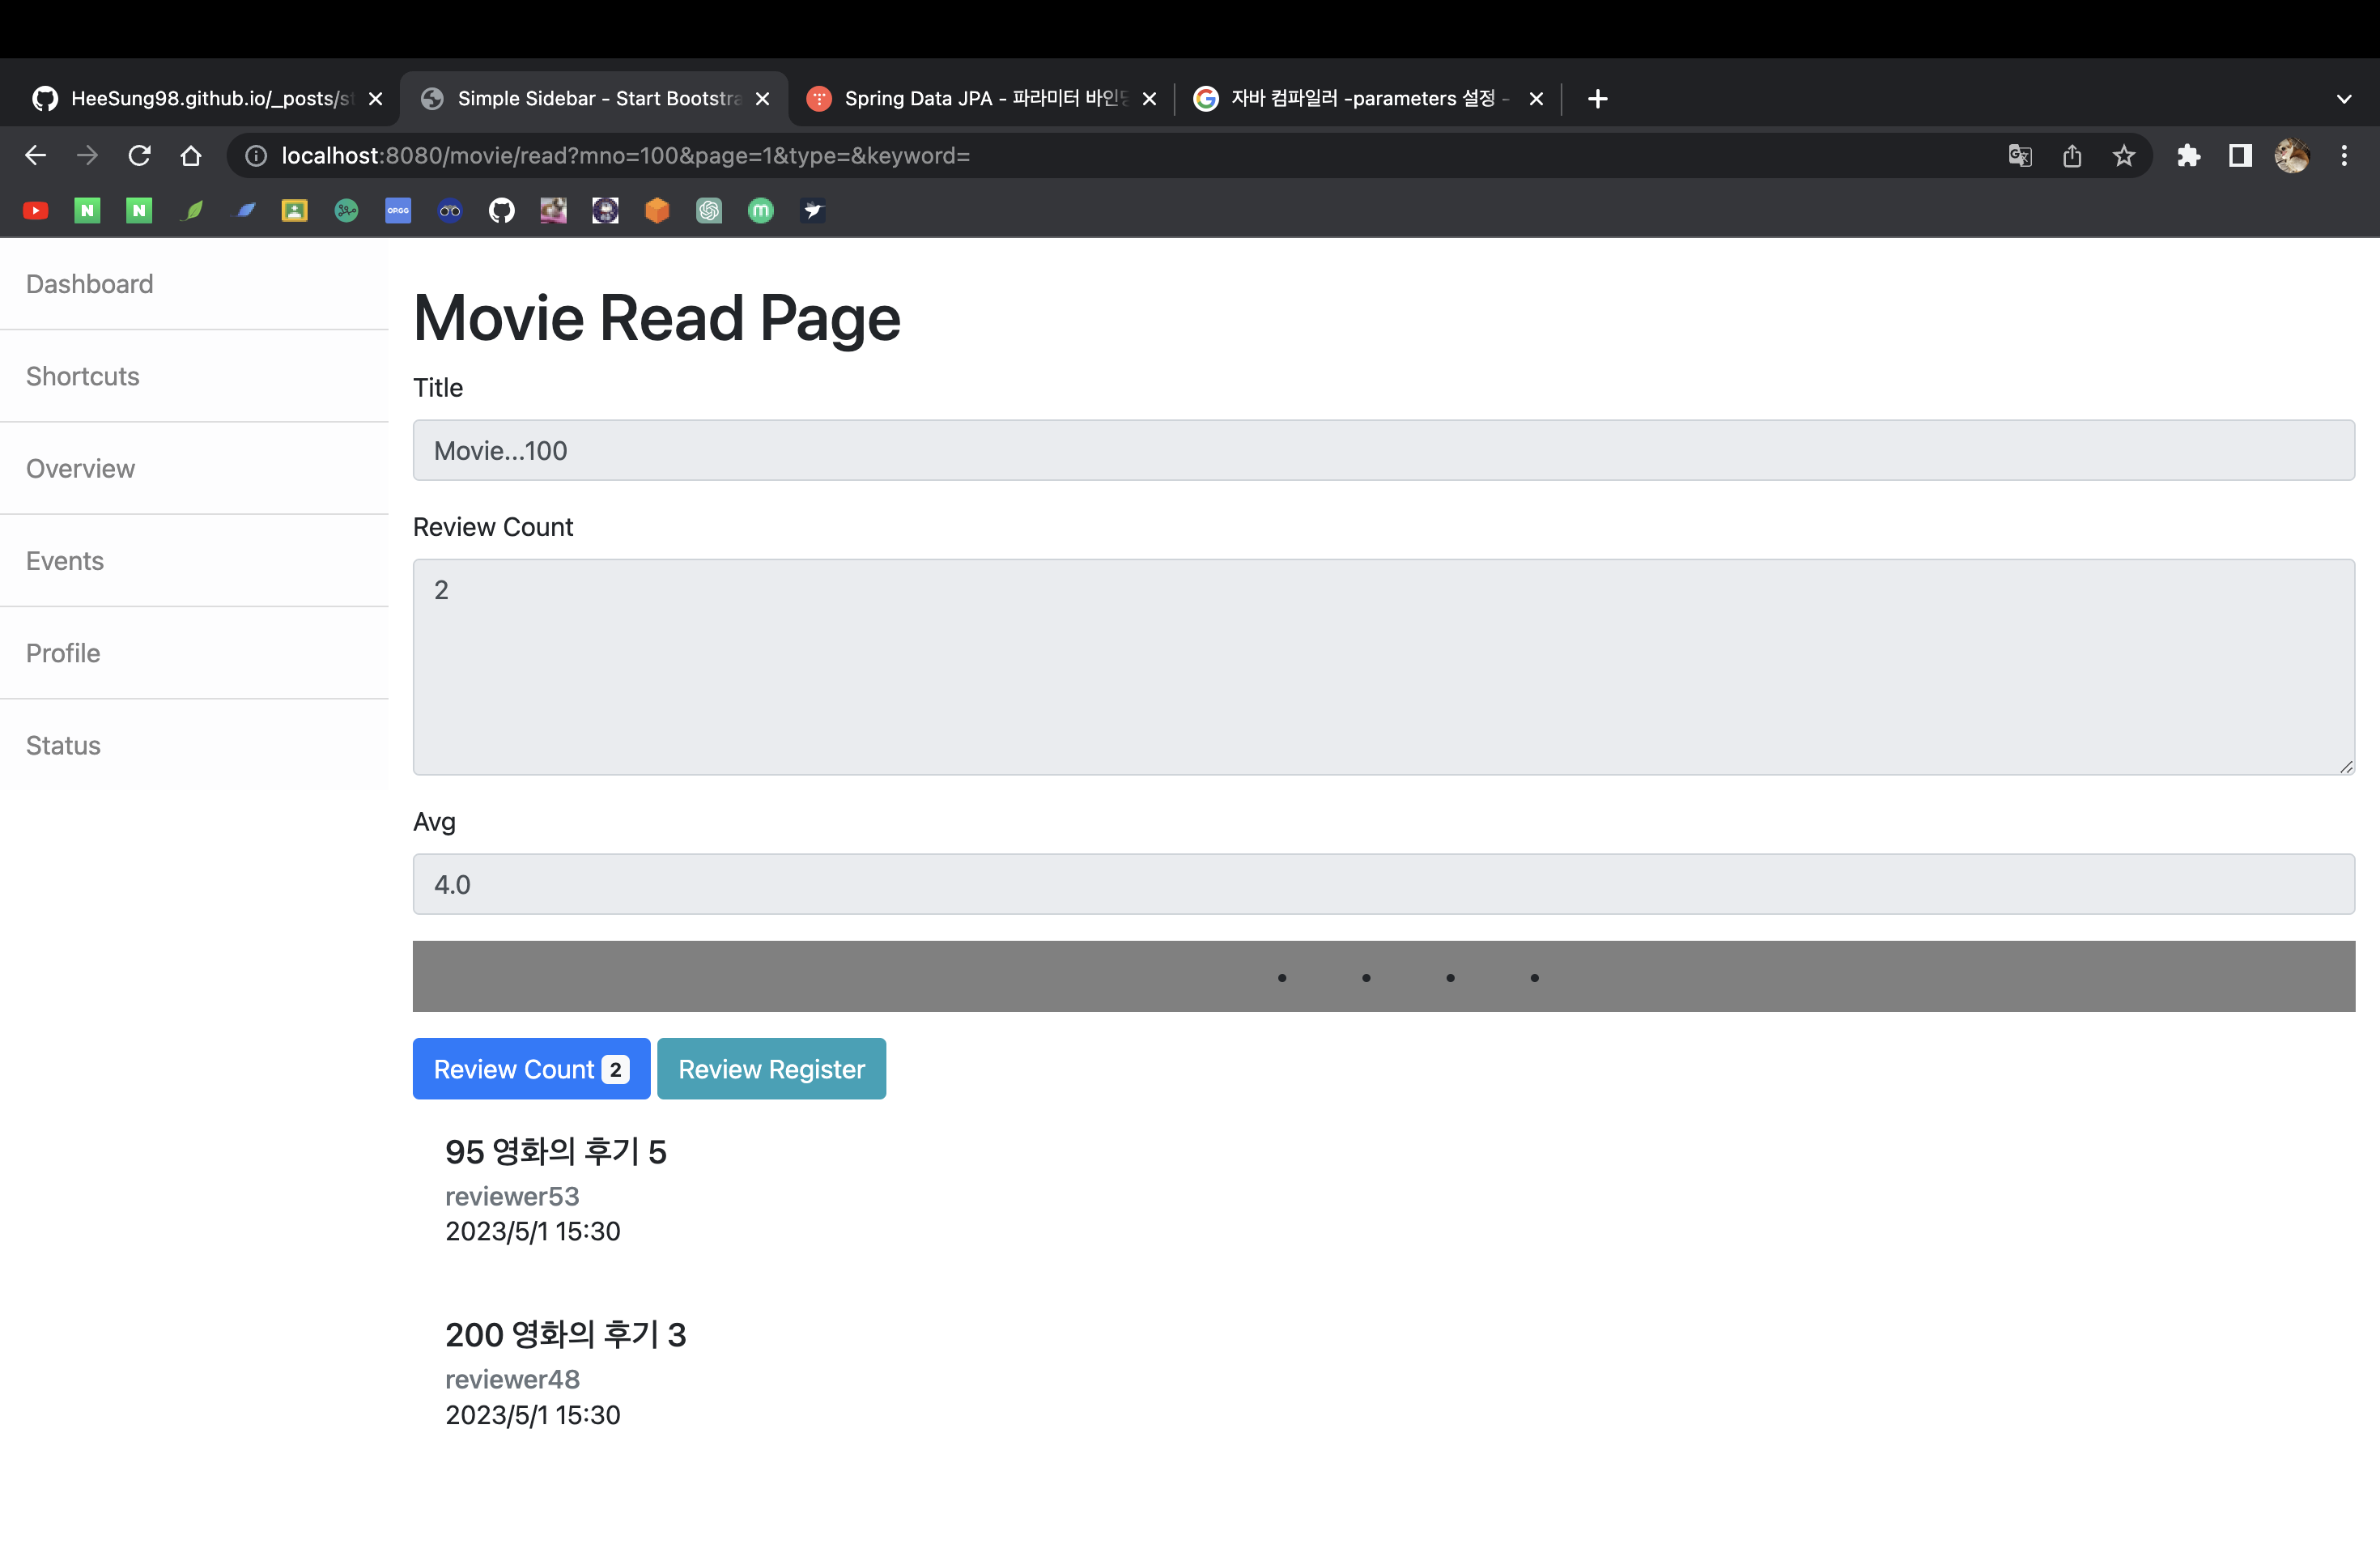 HeeSung98.github.io/_posts/st
Simple Sidebar - Start Bootstra
Spring Data JPA - 파라미터 바인딩
자바 컴파일러 -parameters 설정 -
localhost:8080/movie/read?mno=100&page=1&type=&keyword=
N
N
OP.GG
m
Dashboard
Shortcuts
Overview
Events
Profile
Status
Movie Read Page
Title
Movie...100
Review Count
2
Avg
4.0
Review Count 2
Review Register
95 영화의 후기 5
reviewer53
2023/5/1 15:30
200 영화의 후기 3
reviewer48
2023/5/1 15:30